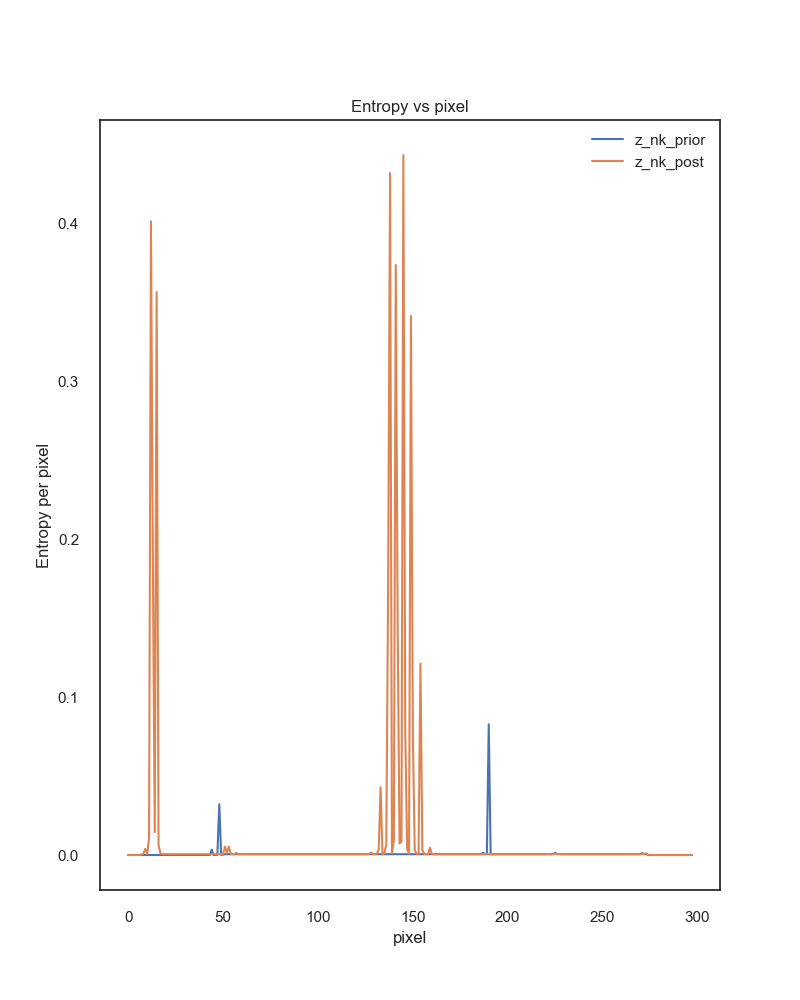 Entropy vs pixel
z_nk_prior
z_nk_post
Entropy per pixel
0.4
0.3
0.2
0.1
0.0
0 50 100 150 200 250 300
pixel